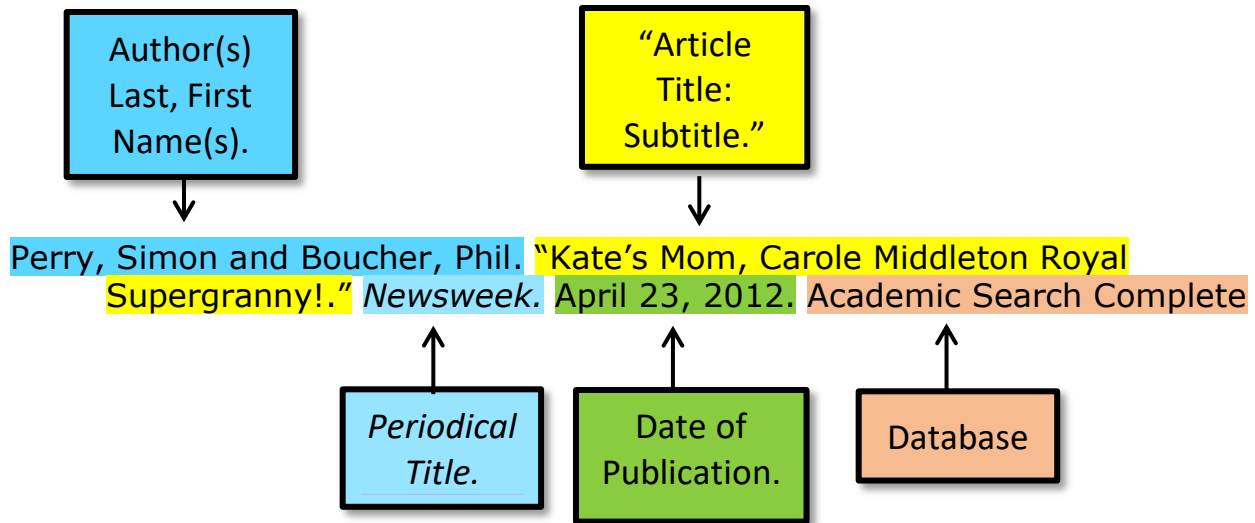 Author(s)
Last, First
Name(s).
“Article
Title:
Subtitle.”
Perry, Simon and Boucher, Phil. “Kate’s Mom, Carole Middleton Royal
Supergranny!.” Newsweek. April 23, 2012. Academic Search Complete
Periodical
Title.
Date of
Publication.
Database